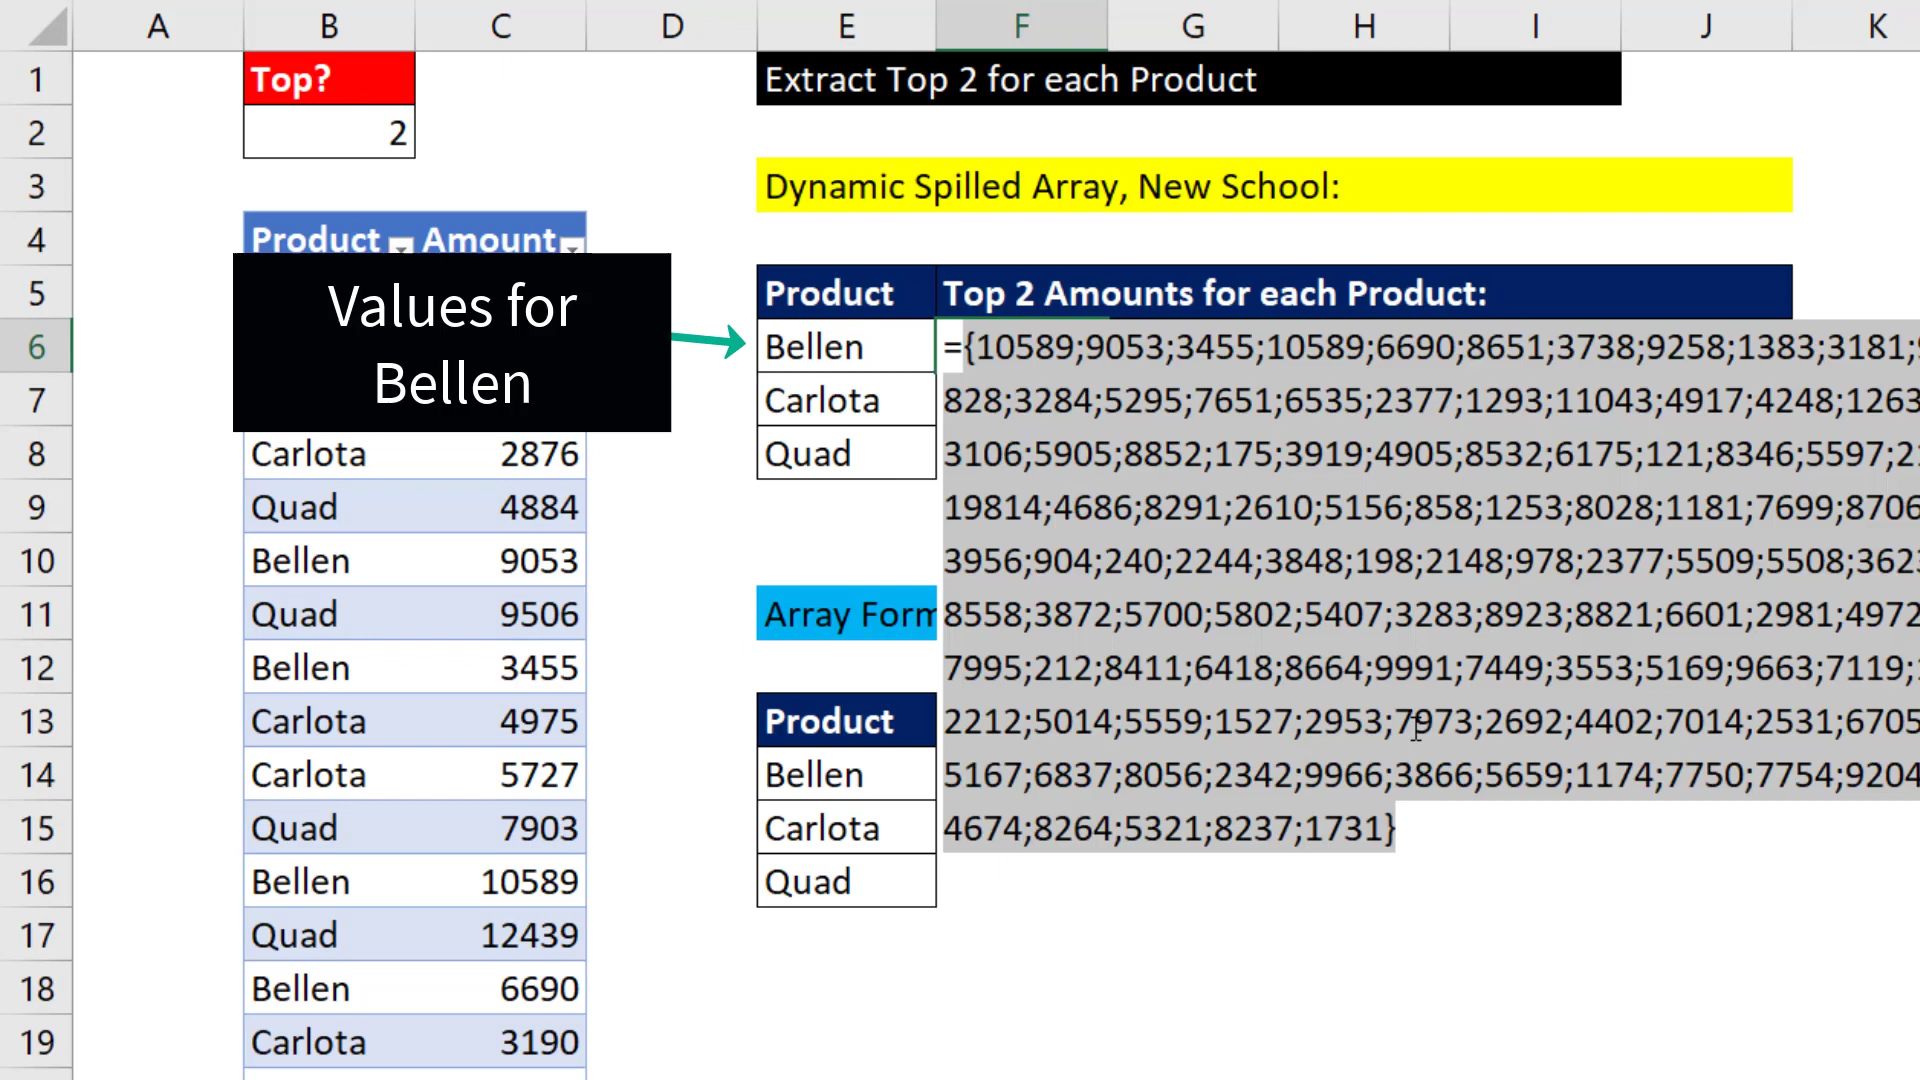 A B C D E F G H I J K
1 Top? Extract Top 2 for each Product
2 2
3 Dynamic Spilled Array, New School:
4 Product Amount
Values for
Bellen
5 Product Top 2 Amounts for each Product:
6 Bellen ={10589;9053;3455;10589;6690;8651;3738;9258;1383;3181;
7 Carlota 828;3284;5295;7651;6535;2377;1293;11043;4917;4248;1263
8 Carlota 2876 Quad 3106;5905;8852;175;3919;4905;8532;6175;121;8346;5597;
9 Quad 4884 19814;4686;8291;2610;5156;858;1253;8028;1181;7699;8706
10 Bellen 9053 3956;904;240;2244;3848;198;2148;978;2377;5509;5508;
11 Quad 9506 Array Form 8558;3872;5700;5802;5407;3283;8923;8821;6601;2981;4972
12 Bellen 3455 7995;212;8411;6418;8664;9991;7449;3553;5169;9663;7119;
13 Carlota 4975 Product 2212;5014;5559;1527;2953;7973;2692;4402;7014;2531;6705
14 Carlota 5727 Bellen 5167;6837;8056;2342;9966;3866;5659;1174;7750;7754;9204
15 Quad 7903 Carlota 4674;8264;5321;8237;1731}
16 Bellen 10589 Quad
17 Quad 12439
18 Bellen 6690
19 Carlota 3190